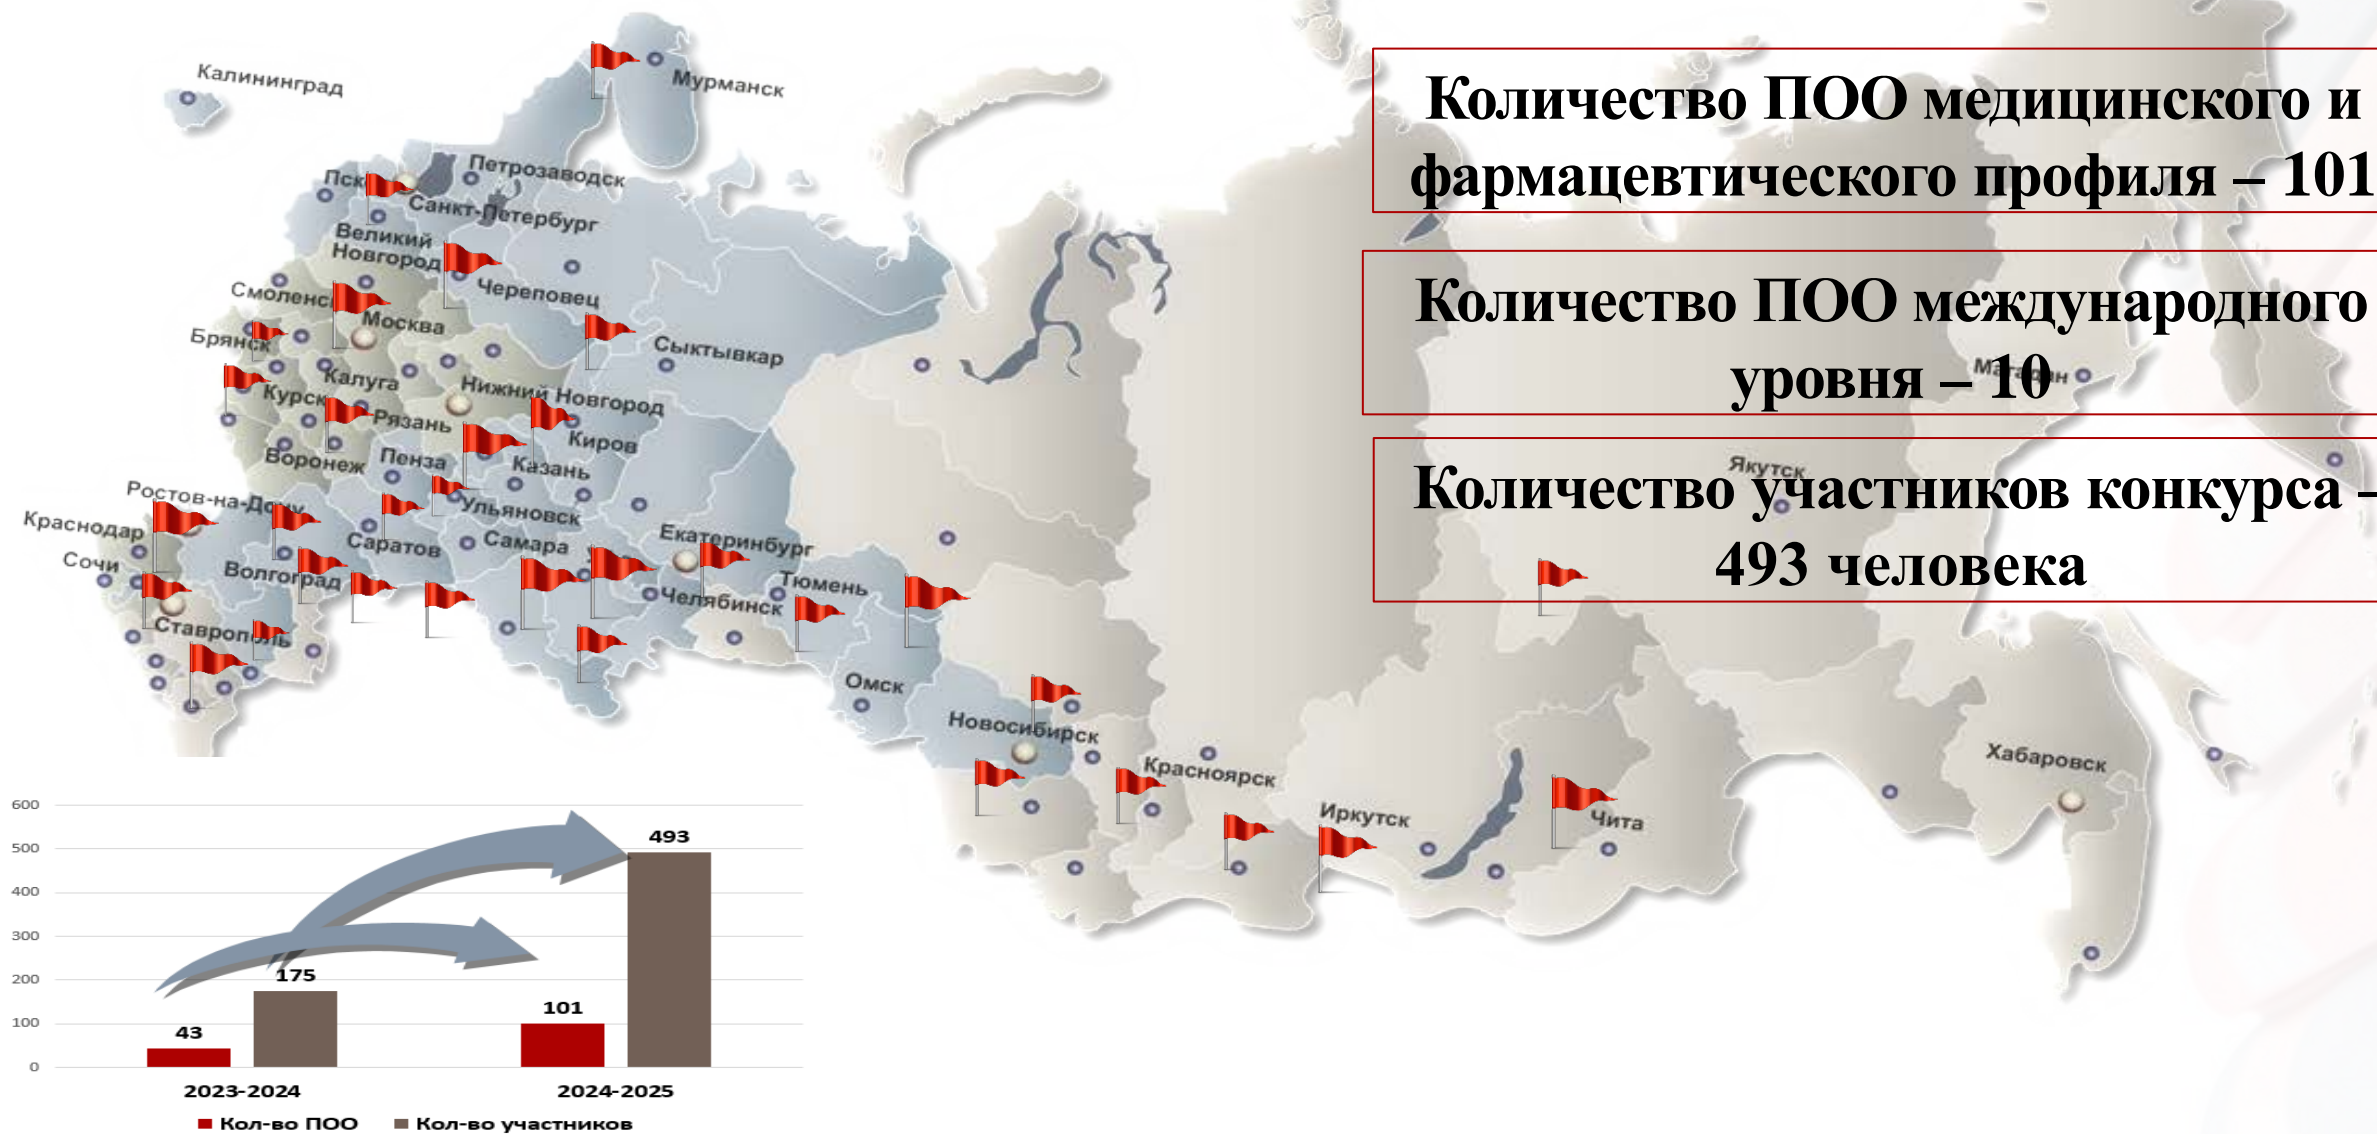 Количество ПОО медицинского и
фармацевтического профиля – 101
Количество ПОО международного
уровня – 10
Количество участников конкурса –
493 человека
Калининград
Мурманск
Петрозаводск
Санкт-Петербург
Великий
Новгород
Череповец
Москва
Брянск
Сыктывкар
Калуга
Нижний Новгород
Курск
Рязань
Киров
Воронеж
Пенза
Казань
Ростов-на-Дону
Ульяновск
Краснодар
Саратов
Самара
Екатеринбург
Сочи
Волгоград
Тюмень
Челябинск
Ставрополь
Омск
Новосибирск
Красноярск
Иркутск
Чита
Якутск
Магадан
Хабаровск
600
500
400
300
200
100
0
43
175
101
493
2023-2024
2024-2025
Кол-во ПОО
Кол-во участников